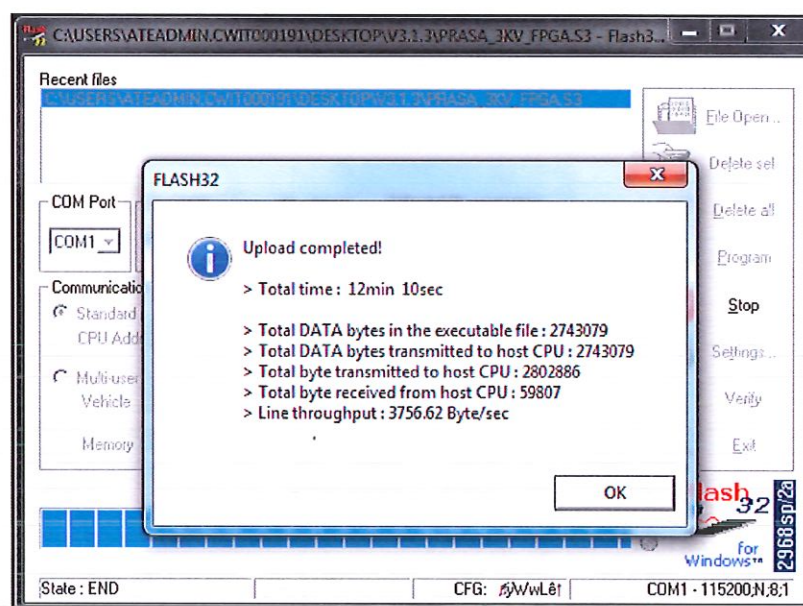 C:\USERS\ATEADMIN.CWIT000191\DESKTOP\V3.1.3\PRASA_3KV_FPGA.S3 - Flash3...
Recent files
C:\USERS\ATEADMIN.CWIT000191\DESKTOP\V3.1.3\PRASA_3KV_FPGA.S3
File Open...
Delete sel
Delete all
Program
Stop
Settings...
Verify
Exit
COM Port
COM1
Communicatio
Standard
CPU Add
Multi-user
Vehicle
Memory
FLASH32
Upload completed!
> Total time : 12min 10sec
> Total DATA bytes in the executable file : 2743079
> Total DATA bytes transmitted to host CPU : 2743079
> Total byte transmitted to host CPU : 2802886
> Total byte received from host CPU : 59807
> Line throughput : 3756.62 Byte/sec
OK
lash
32
for
Windows™
2968sp/2a
State : END
CFG:
COM1 - 115200;N;8;1